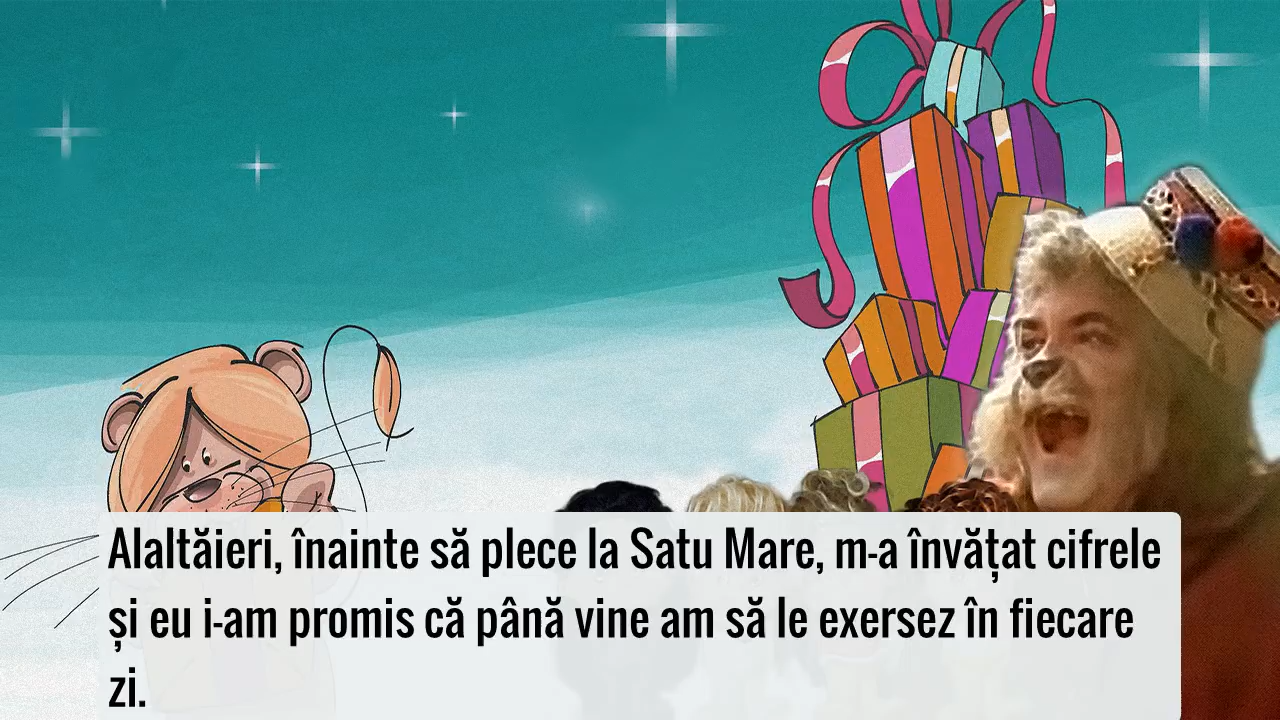 Alaltăieri, înainte să plece la Satu Mare, m-a învățat cifrele
și eu i-am promis că până vine am să le exersez în fiecare
zi.